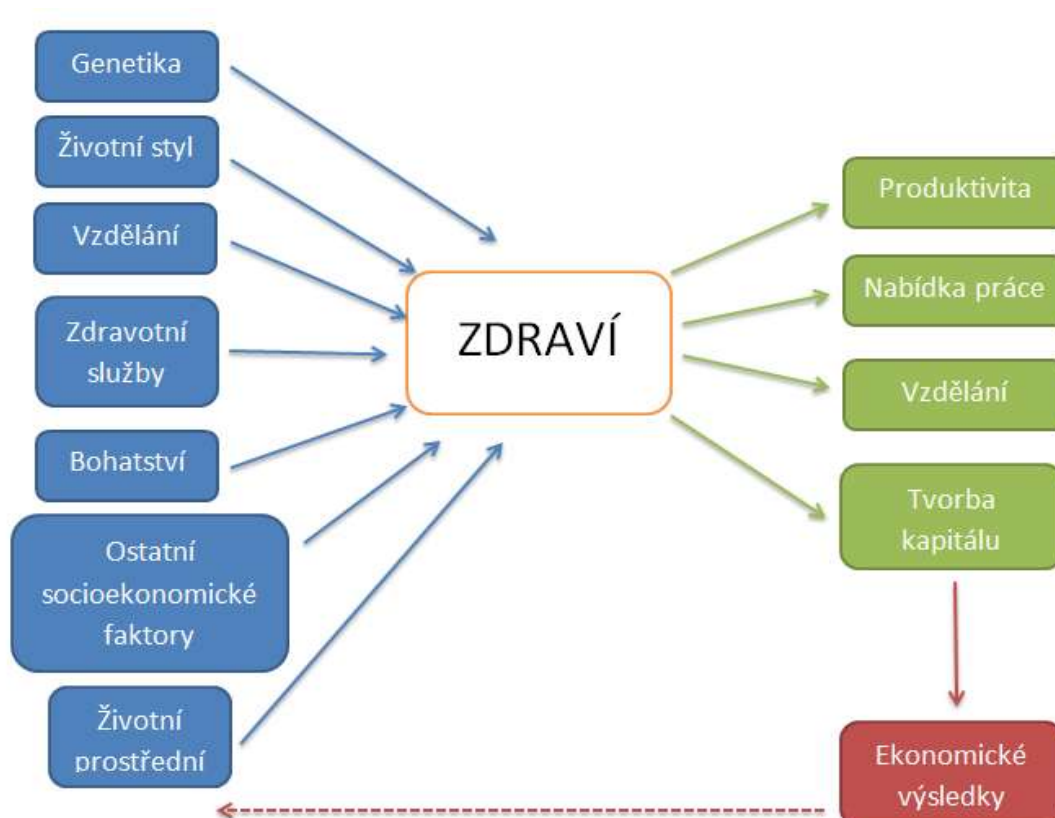 Genetika
Životní styl
Vzdělání
Zdravotní
služby
Bohatství
Ostatní
socioekonomické
faktory
Životní
prostřední
ZDRAVÍ
Produktivita
Nabídka práce
Vzdělání
Tvorba
kapitálu
Ekonomické
výsledky